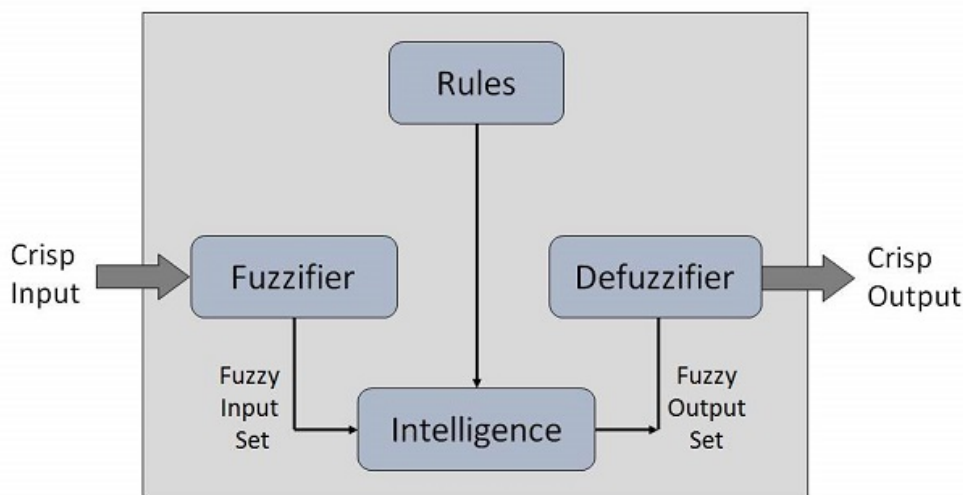 Rules
Crisp
Input
Fuzzifier
Defuzzifier
Crisp
Output
Fuzzy
Input
Set
Intelligence
Fuzzy
Output
Set